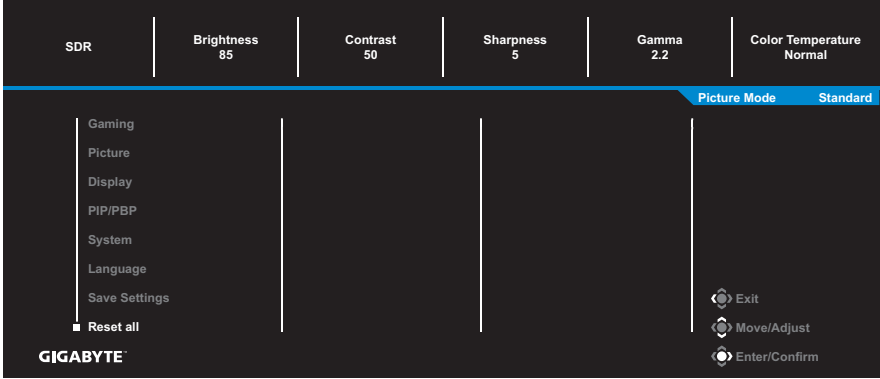 SDR
Brightness
85
Contrast
50
Sharpness
5
Gamma
2.2
Color Temperature
Normal
Picture Mode Standard
Gaming
Picture
Display
PIP/PBP
System
Language
Save Settings
Reset all
Exit
Move/Adjust
Enter/Confirm
GIGABYTE